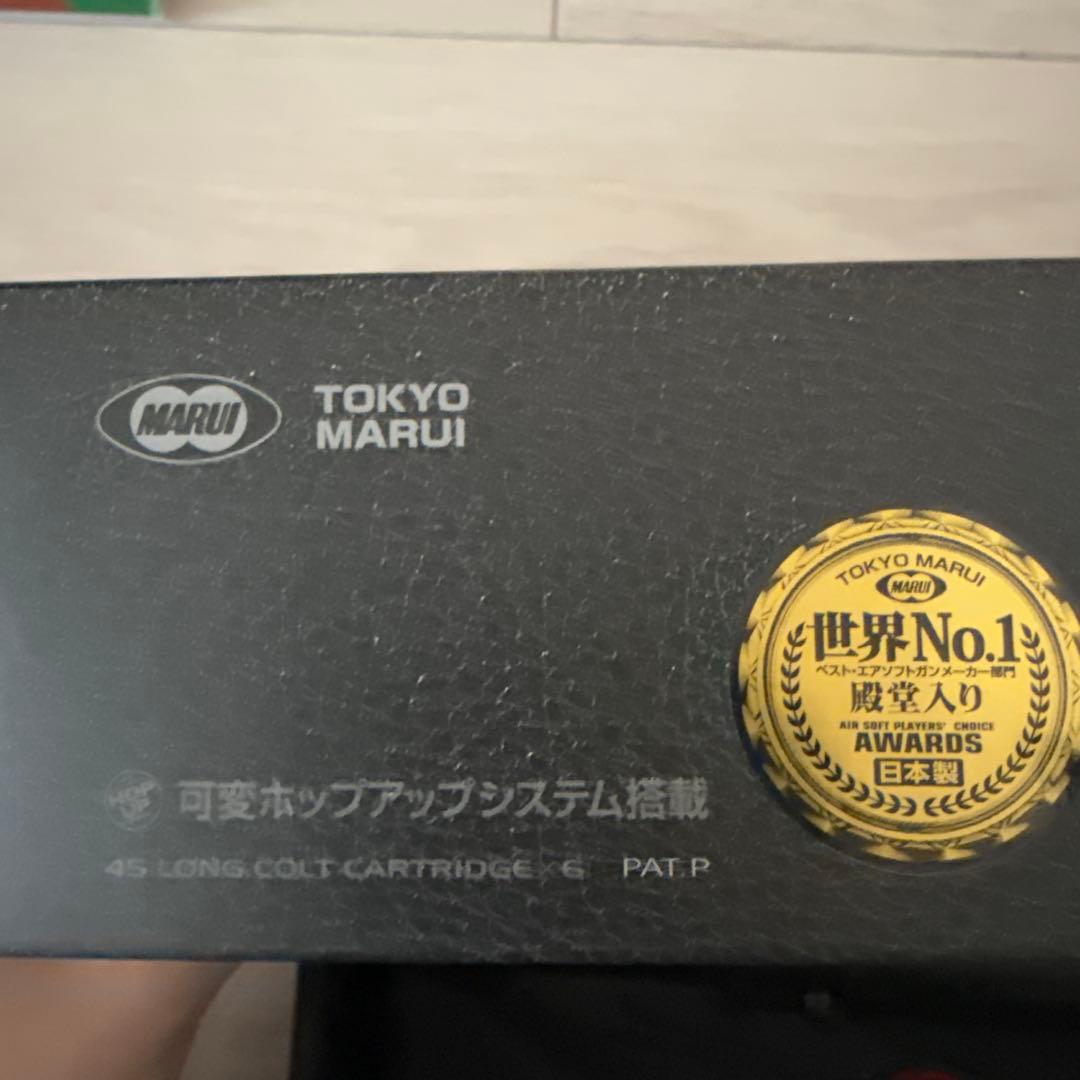 MARUI
TOKYO
MARUI
TOKYO MARUI
MARUI
世界No.1
ベスト・エアソフトガンメーカー部門
殿堂入り
AIR SOFT PLAYERS' CHOICE
AWARDS
日本製
可変ホップアップシステム搭載
45 LONG COLT CARTRIDGE×6 PAT.P